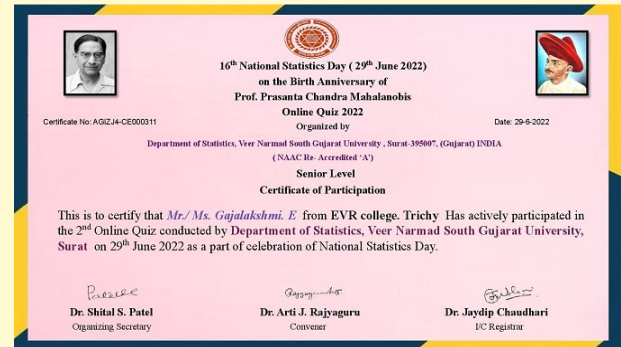 16th National Statistics Day ( 29th June 2022)
on the Birth Anniversary of
Prof. Prasanta Chandra Mahalanobis
Online Quiz 2022
Certificate No: AGIZJ4-CE000311
Organized by
Date: 29-6-2022
Department of Statistics, Veer Narmad South Gujarat University , Surat-395007, (Gujarat) INDIA
( NAAC Re- Accredited ‘A’)
Senior Level
Certificate of Participation
This is to certify that Mr./ Ms. Gajalakshmi. E from EVR college. Trichy Has actively participated in
the 2nd Online Quiz conducted by Department of Statistics, Veer Narmad South Gujarat University,
Surat on 29th June 2022 as a part of celebration of National Statistics Day.
Dr. Shital S. Patel
Dr. Arti J. Rajyaguru
Dr. Jaydip Chaudhari
Organizing Secretary
Convener
I/C Registrar